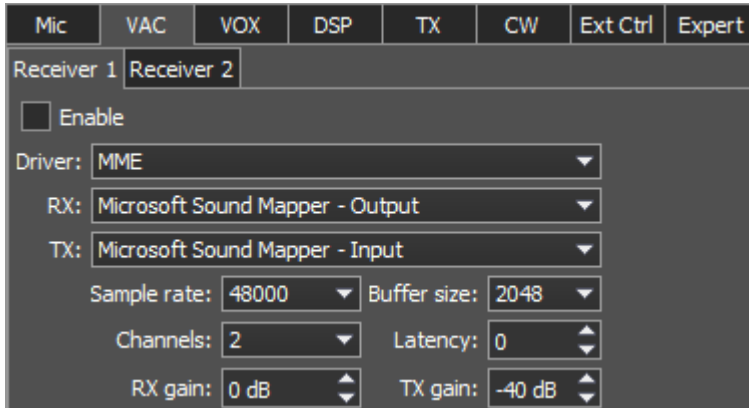 Mic VAC VOX DSP TX CW Ext Ctrl Expert
Receiver 1 Receiver 2
Enable
Driver: MME
RX: Microsoft Sound Mapper - Output
TX: Microsoft Sound Mapper - Input
Sample rate: 48000 Buffer size: 2048
Channels: 2 Latency: 0
RX gain: 0 dB TX gain: -40 dB